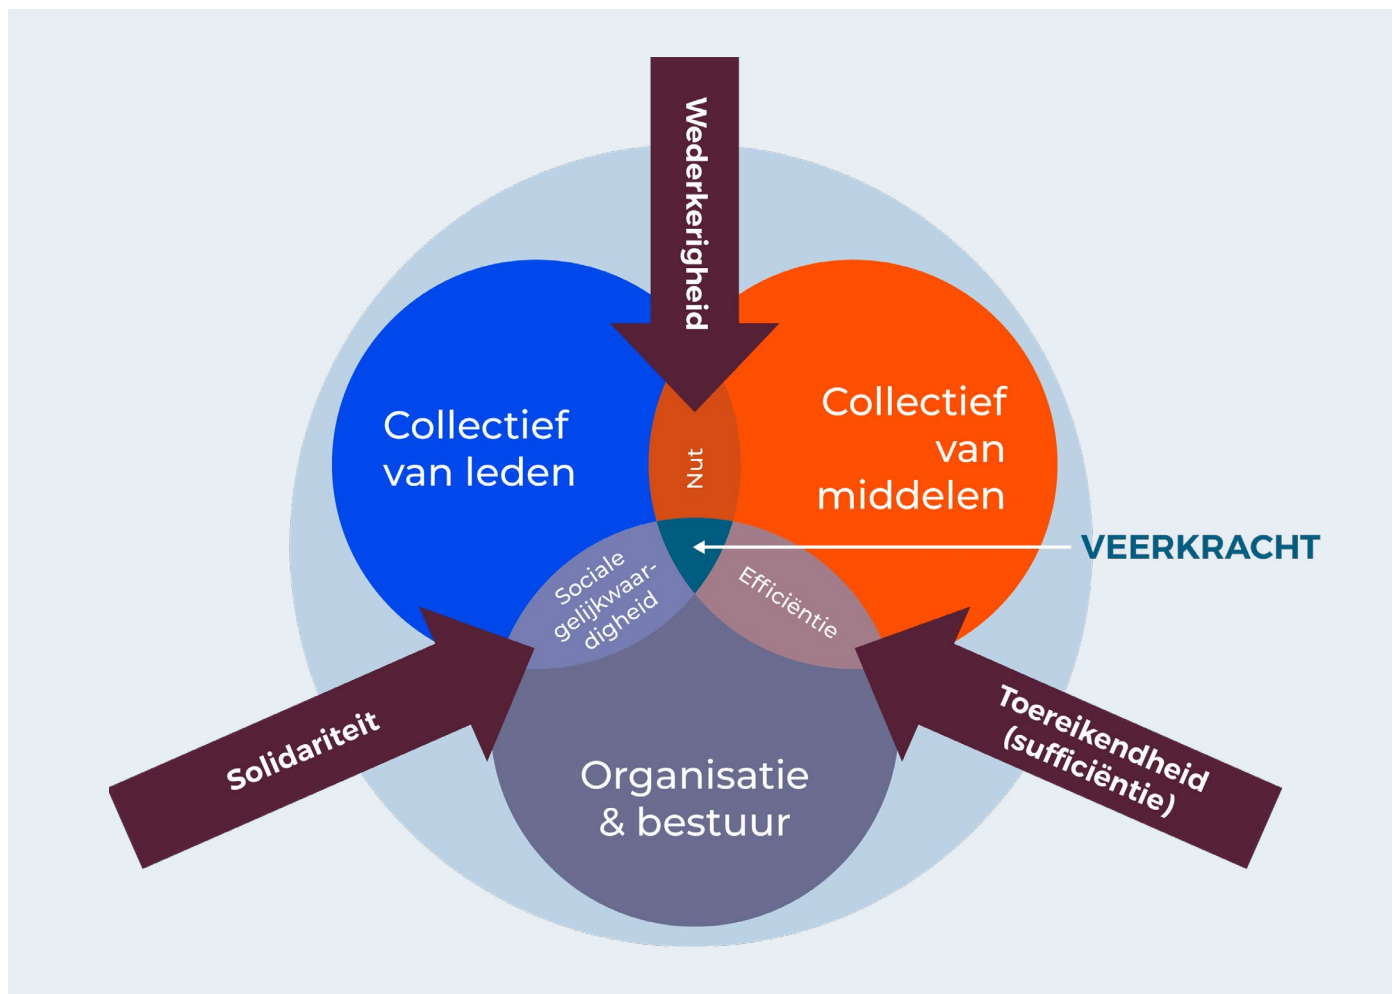 Wederkerigheid
Collectief
van leden
Collectief
van
middelen
Nut
VEERKRACHT
Sociale
gelijkwaar-
digheid
Efficiëntie
Solidariteit
Toereikendheid
(sufficiëntie)
Organisatie
& bestuur